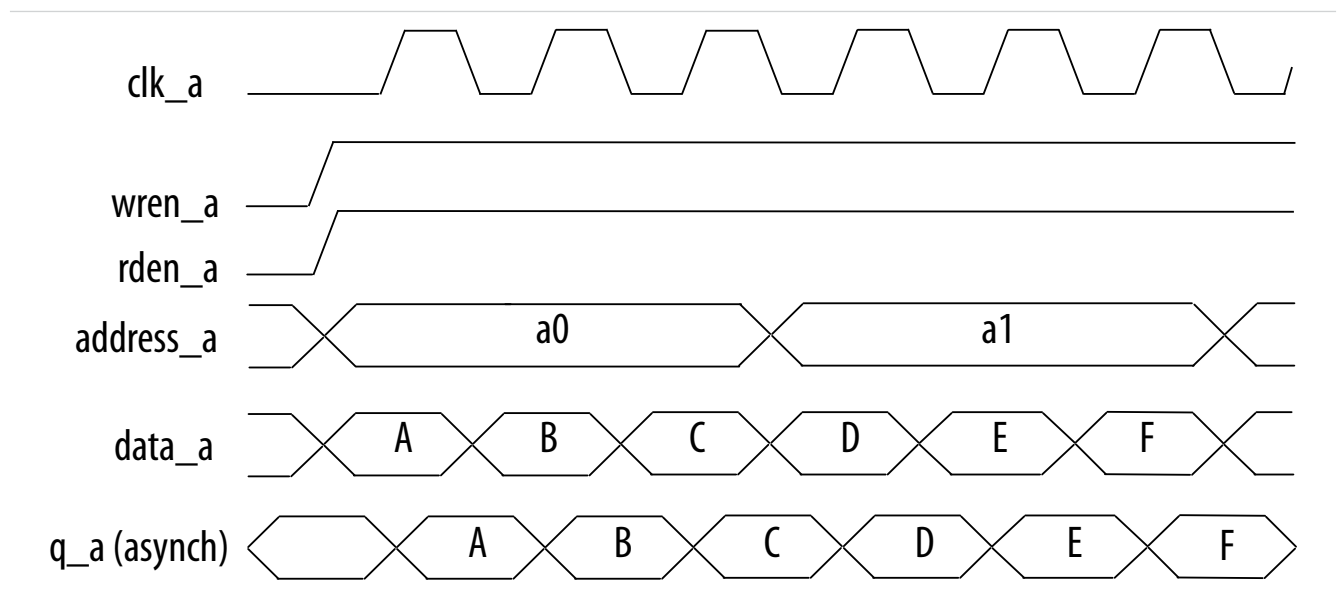 clk_a
wren_a
rden_a
address_a a0 a1
data_a A B C D E F
q_a (asynch) A B C D E F